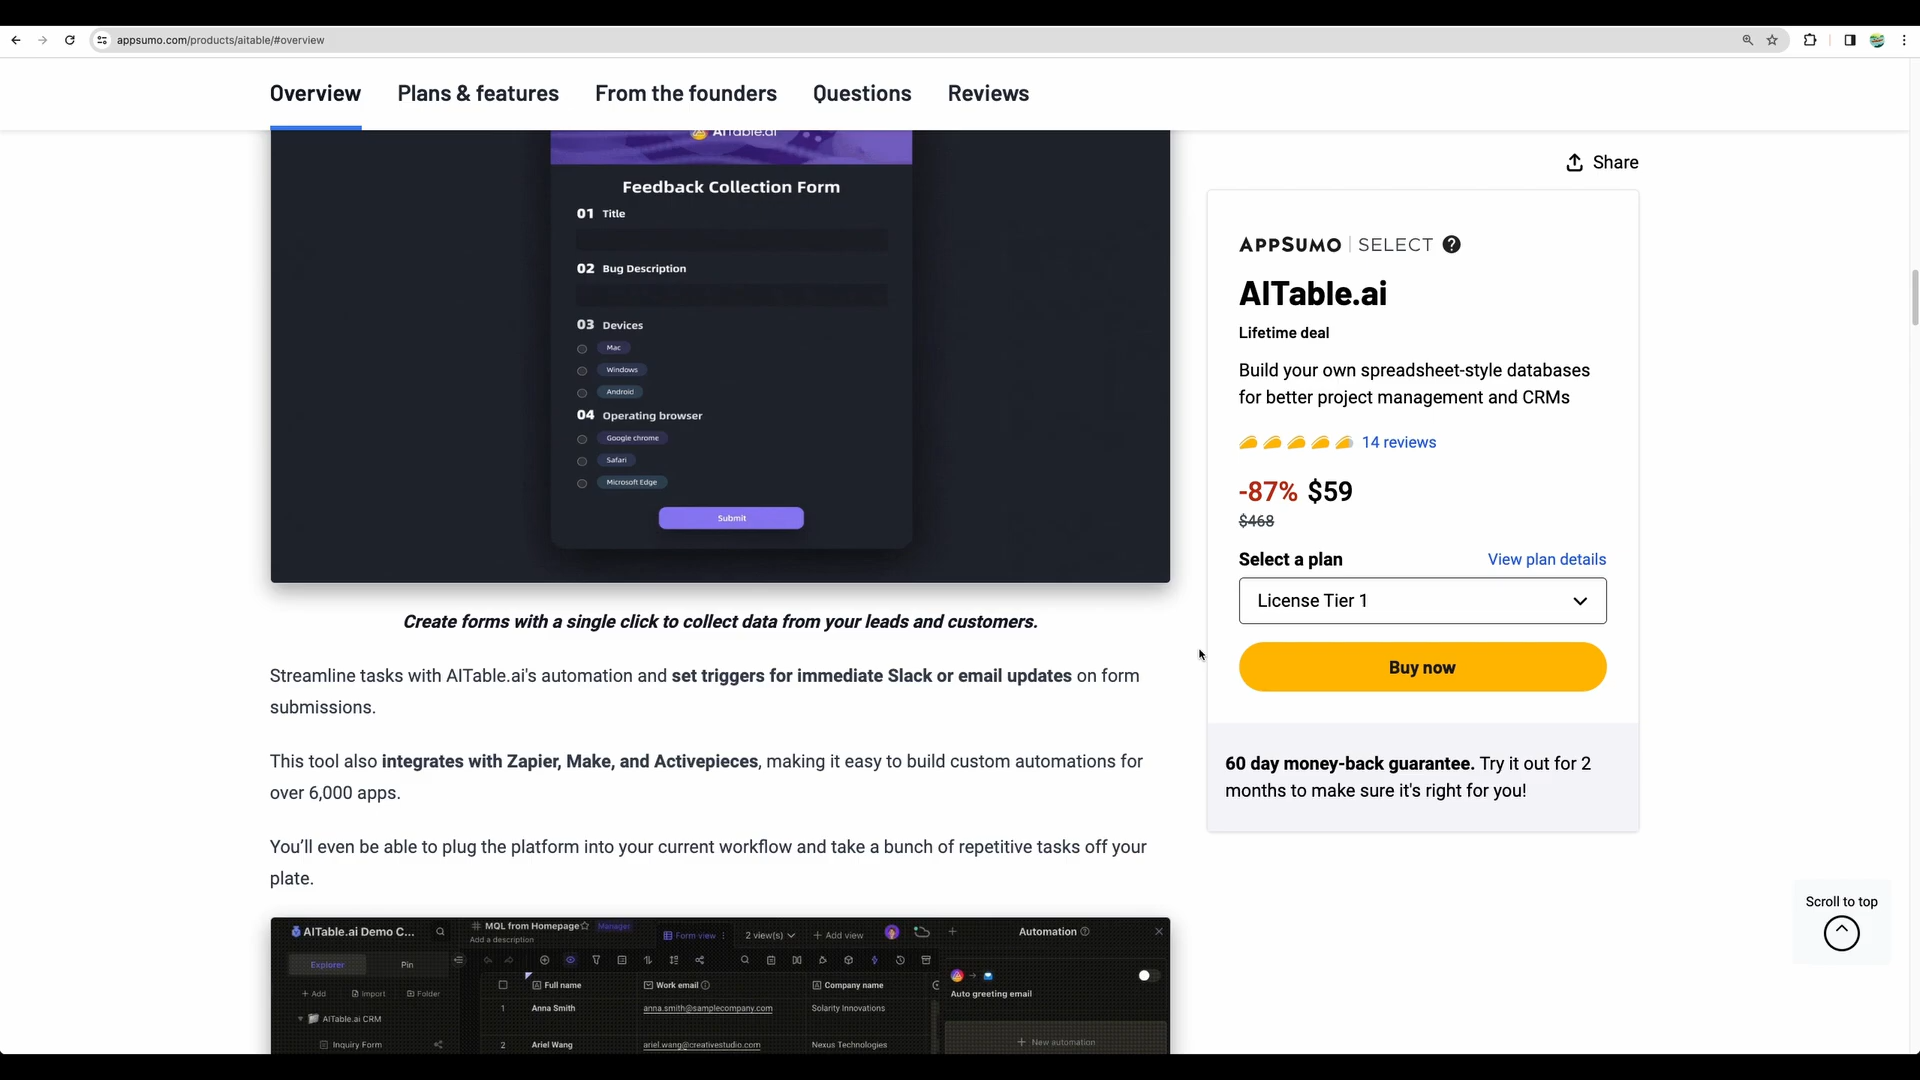 appsumo.com/products/aitable/#overview
Overview
Plans & features
From the founders
Questions
Reviews
AITable.ai
Feedback Collection Form
01 Title
02 Bug Description
03 Devices
Mac
Windows
Android
04 Operating browser
Google chrome
Safari
Microsoft Edge
Submit
Create forms with a single click to collect data from your leads and customers.
Streamline tasks with AITable.ai's automation and set triggers for immediate Slack or email updates on form
submissions.
This tool also integrates with Zapier, Make, and Activepieces, making it easy to build custom automations for
over 6,000 apps.
You’ll even be able to plug the platform into your current workflow and take a bunch of repetitive tasks off your
plate.
AITable.ai Demo C...
MQL from Homepage
Manager
Add a description
Form view
2 view(s)
+ Add view
Automation
Explorer
Pin
+ Add
Import
Folder
AITable.ai CRM
Inquiry Form
Full name
Work email
Company name
1 Anna Smith anna.smith@samplecompany.com Solarity Innovations
2 Ariel Wang ariel.wang@creativestudio.com Nexus Technologies
Auto greeting email
+ New automation
Share
APPSUMO | SELECT ?
AITable.ai
Lifetime deal
Build your own spreadsheet-style databases
for better project management and CRMs
14 reviews
-87% $59
$468
Select a plan
View plan details
License Tier 1
Buy now
60 day money-back guarantee. Try it out for 2
months to make sure it's right for you!
Scroll to top